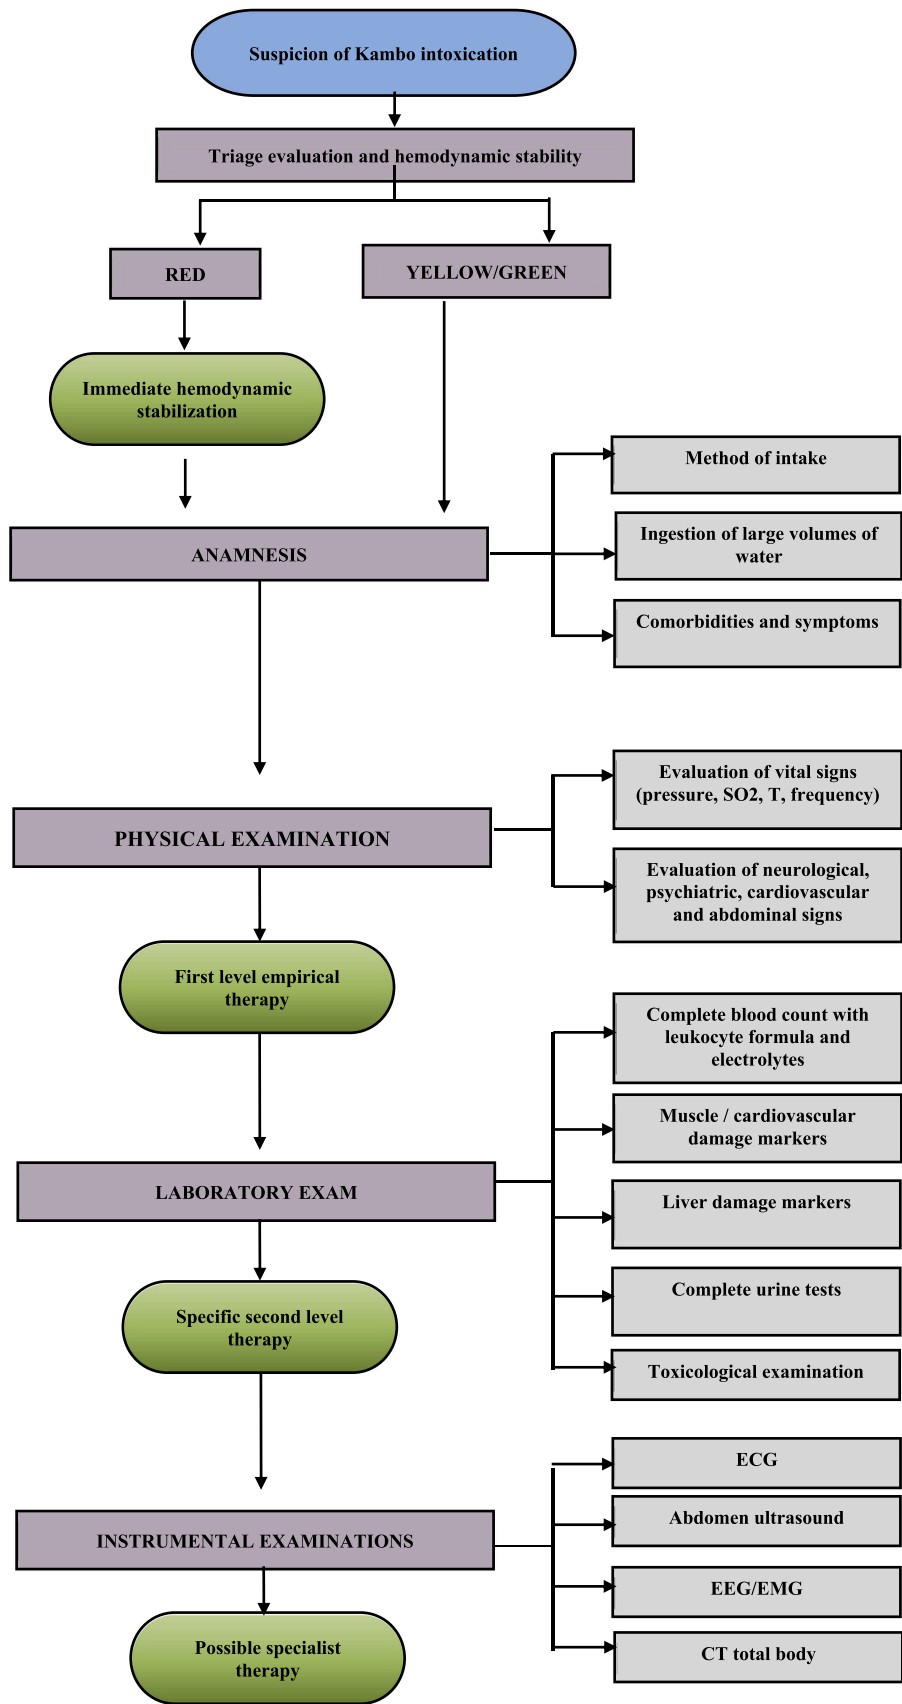 Suspicion of Kambo intoxication
Triage evaluation and hemodynamic stability
RED
YELLOW/GREEN
Immediate hemodynamic
stabilization
ANAMNESIS
Method of intake
Ingestion of large volumes of
water
Comorbidities and symptoms
PHYSICAL EXAMINATION
Evaluation of vital signs
(pressure, SO2, T, frequency)
Evaluation of neurological,
psychiatric, cardiovascular
and abdominal signs
First level empirical
therapy
LABORATORY EXAM
Complete blood count with
leukocyte formula and
electrolytes
Muscle / cardiovascular
damage markers
Liver damage markers
Complete urine tests
Toxicological examination
Specific second level
therapy
INSTRUMENTAL EXAMINATIONS
ECG
Abdomen ultrasound
EEG/EMG
CT total body
Possible specialist
therapy